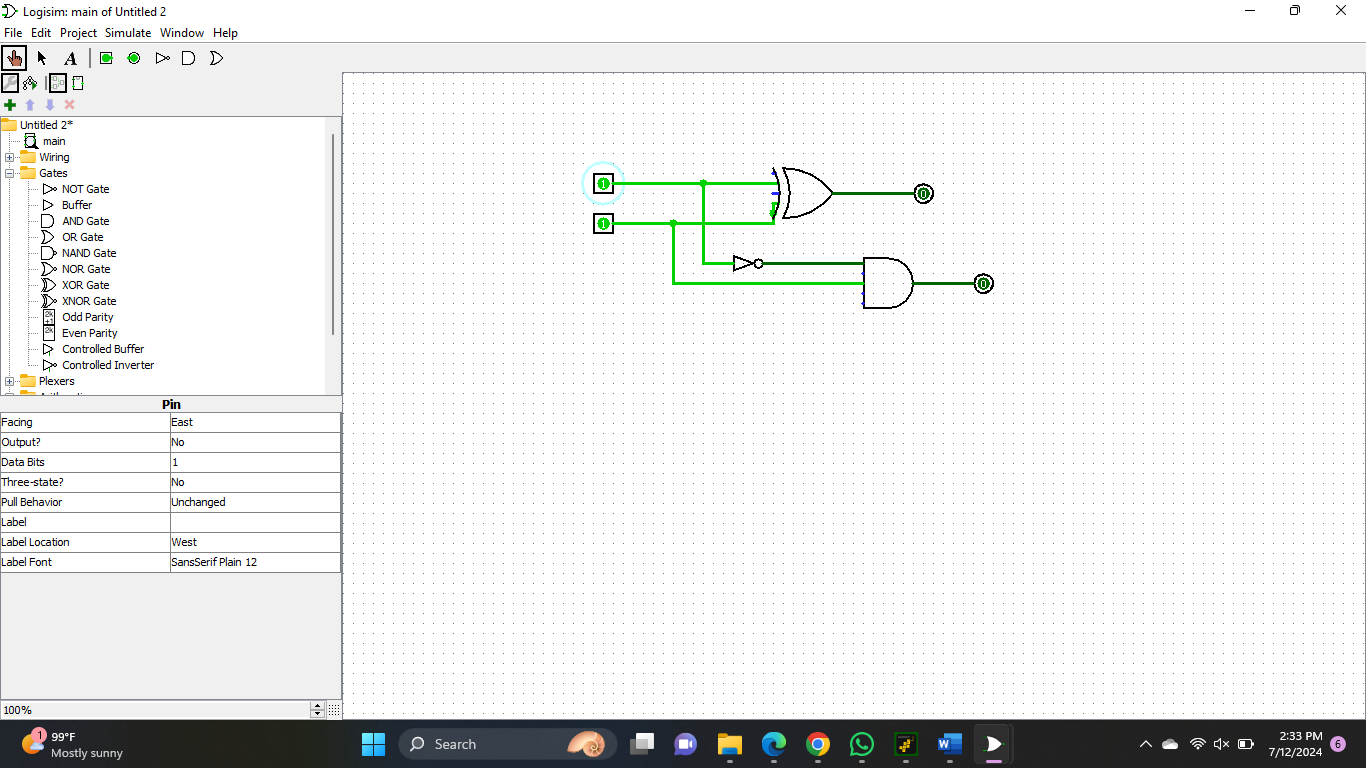 Logisim: main of Untitled 2
File Edit Project Simulate Window Help
A
Untitled 2*
main
Wiring
Gates
NOT Gate
Buffer
AND Gate
OR Gate
NAND Gate
NOR Gate
XOR Gate
XNOR Gate
Odd Parity
Even Parity
Controlled Buffer
Controlled Inverter
Plexers
Pin
Facing East
Output? No
Data Bits 1
Three-state? No
Pull Behavior Unchanged
Label
Label Location West
Label Font SansSerif Plain 12
100%
1
1
0
0
1
99°F
Mostly sunny
Search
2:33 PM
7/12/2024
6